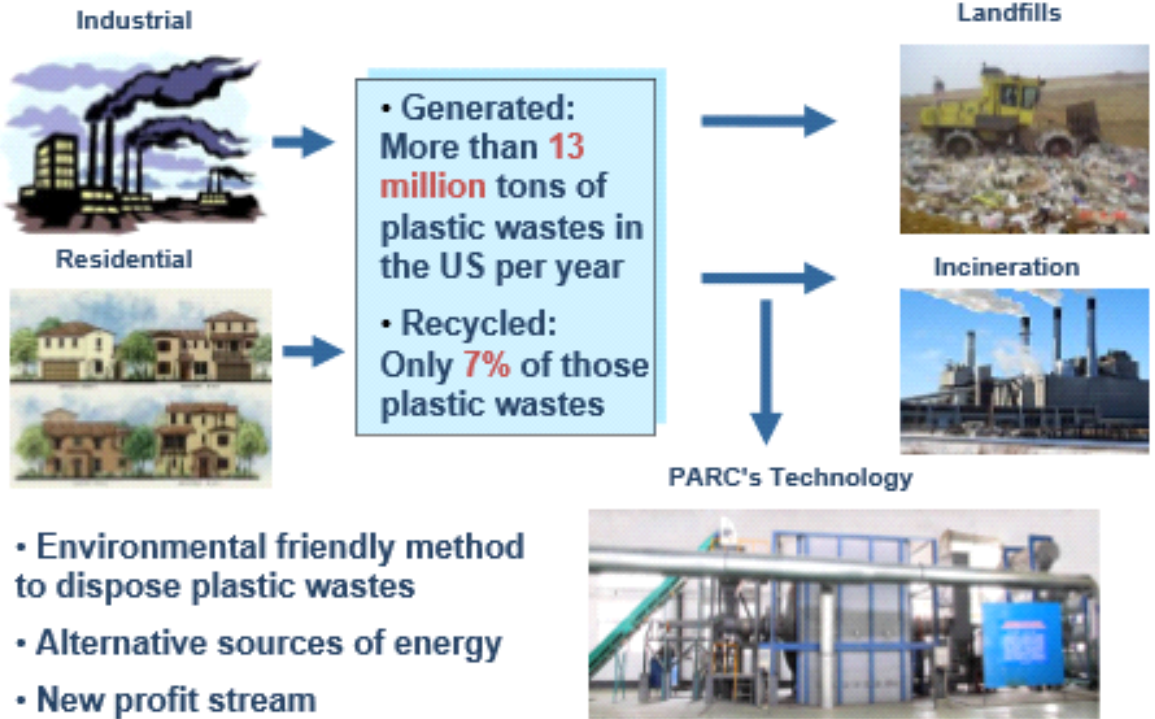 Industrial
Landfills
• Generated:
More than 13
million tons of
plastic wastes in
the US per year
• Recycled:
Only 7% of those
plastic wastes
Residential
Incineration
PARC's Technology
• Environmental friendly method
to dispose plastic wastes
• Alternative sources of energy
• New profit stream